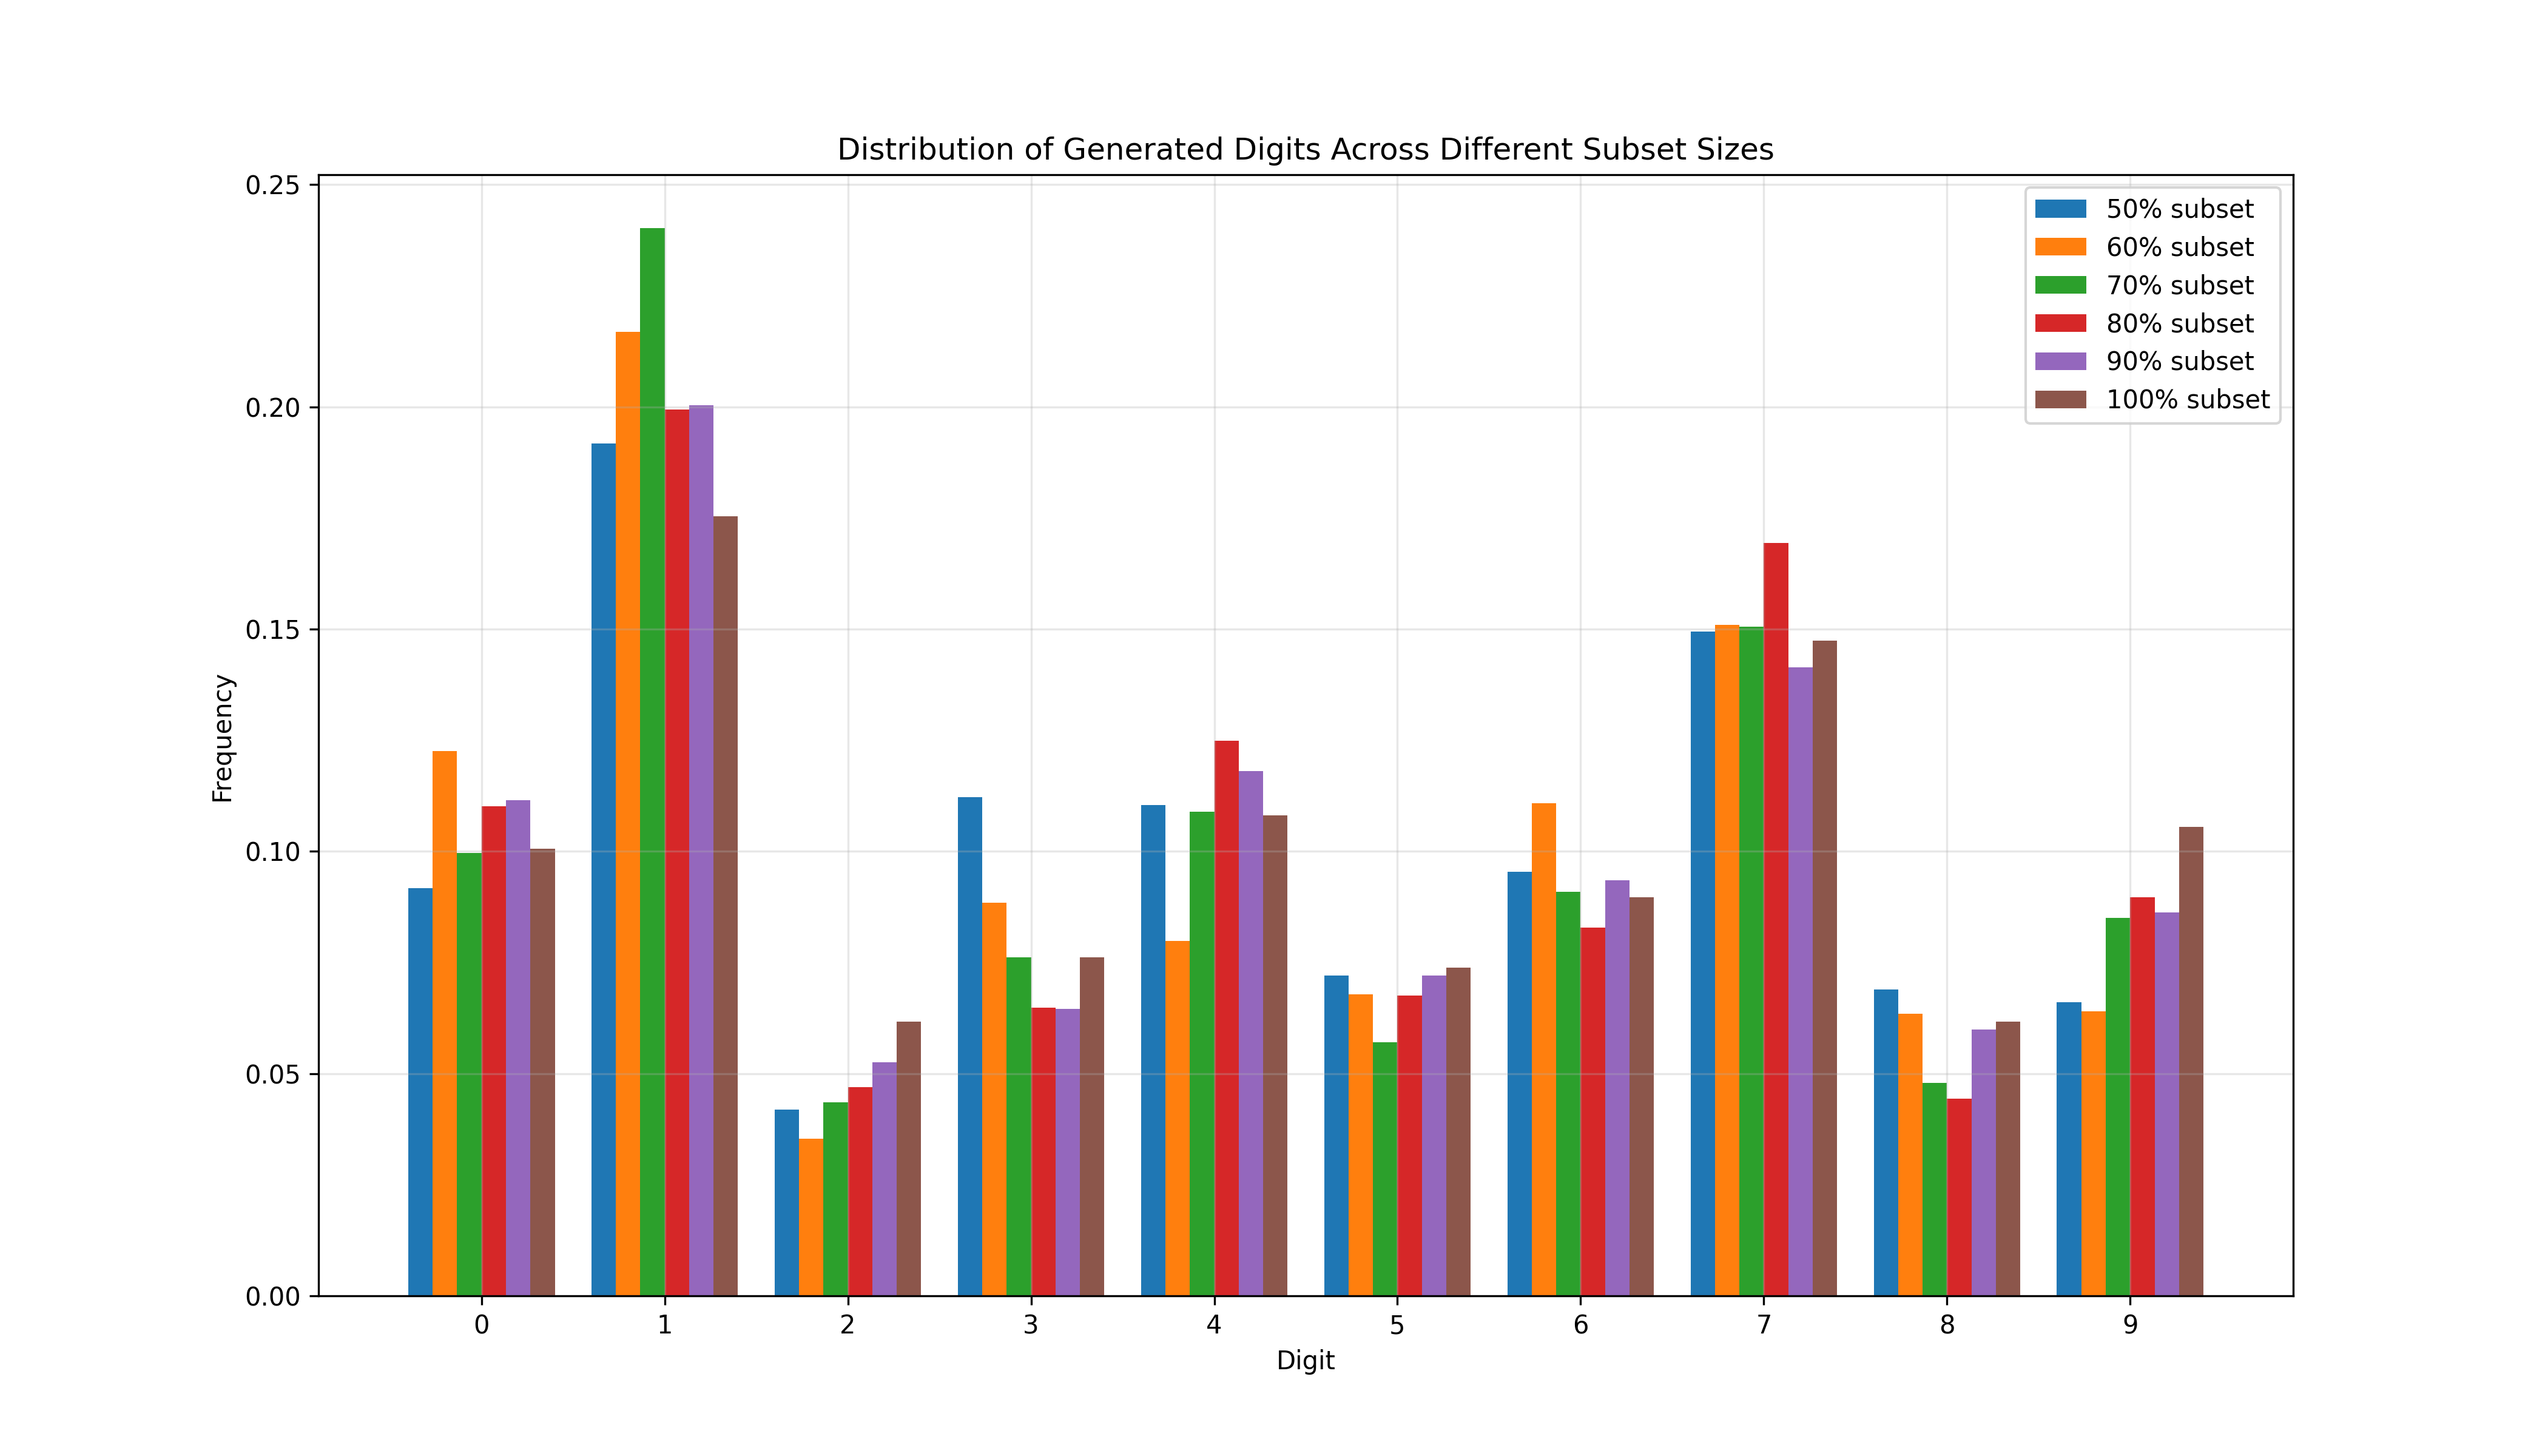 Distribution of Generated Digits Across Different Subset Sizes
0.25
0.20
0.15
0.10
0.05
0.00
Frequency
50% subset
60% subset
70% subset
80% subset
90% subset
100% subset
0 1 2 3 4 5 6 7 8 9
Digit